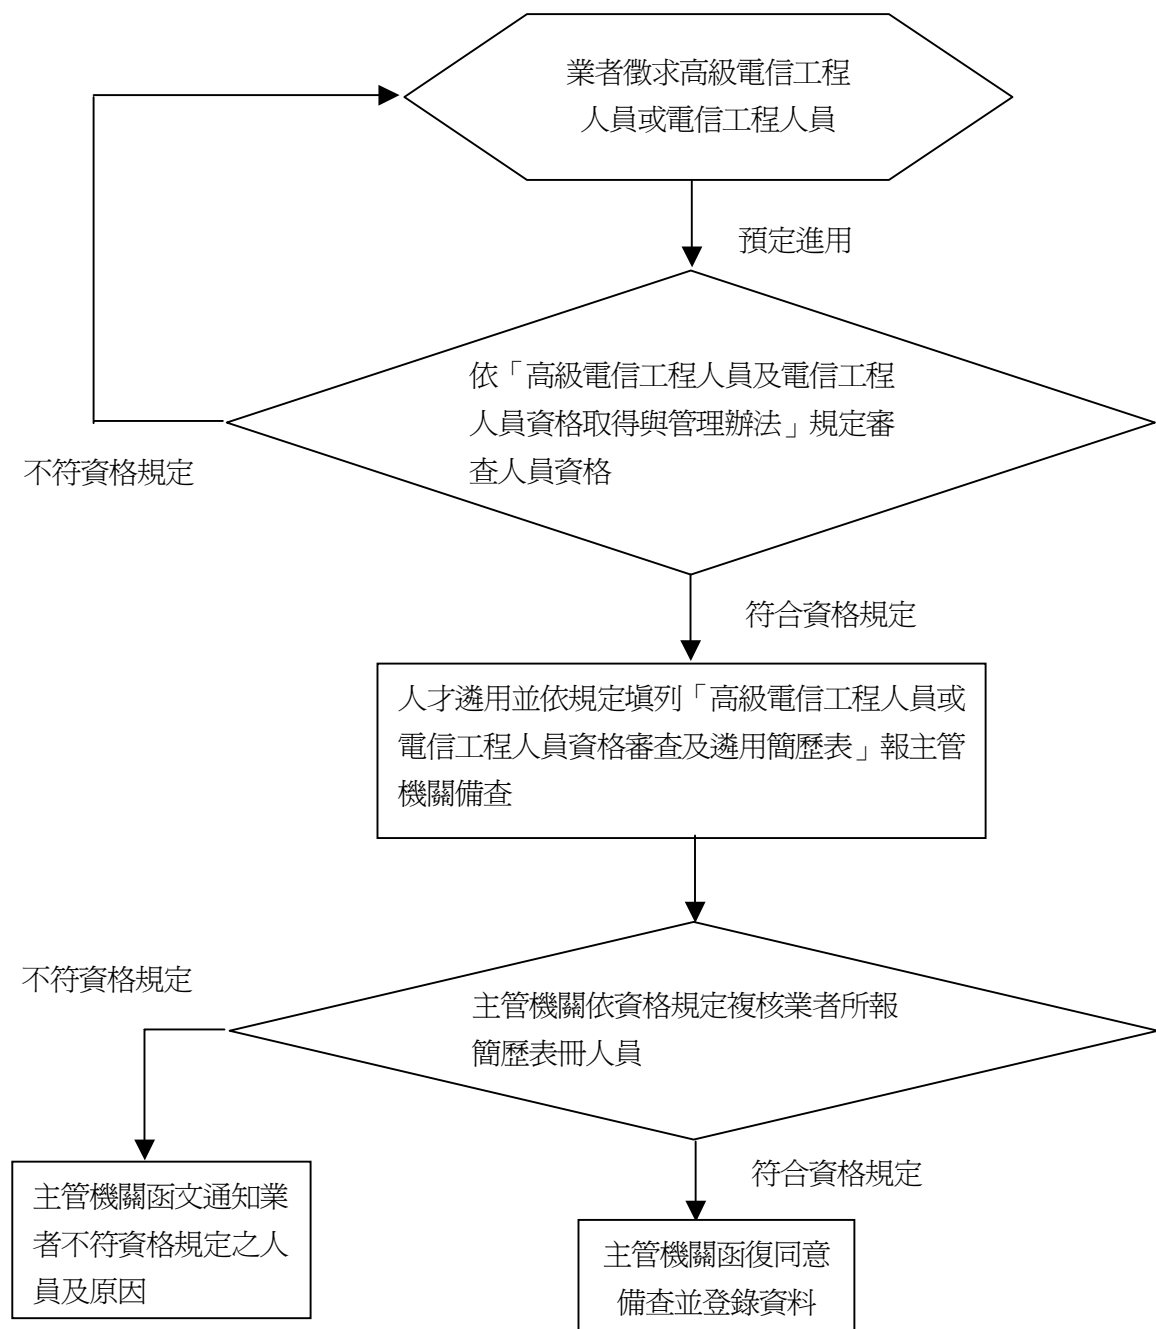 業者徵求高級電信工程
人員或電信工程人員
預定進用
依「高級電信工程人員及電信工程
人員資格取得與管理辦法」規定審
查人員資格
不符資格規定
符合資格規定
人才遴用並依規定填列「高級電信工程人員或
電信工程人員資格審查及遴用簡歷表」報主管
機關備查
不符資格規定
主管機關依資格規定複核業者所報
簡歷表冊人員
符合資格規定
主管機關函文通知業
者不符資格規定之人
員及原因
主管機關函復同意
備查並登錄資料